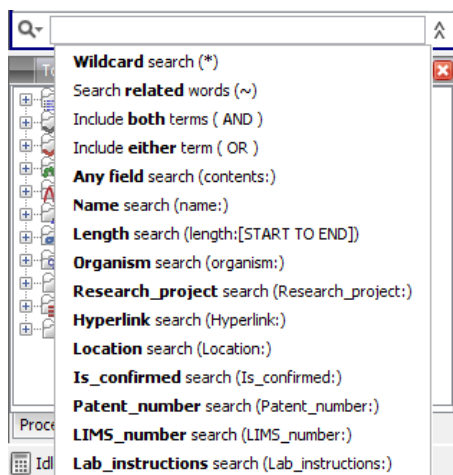 Wildcard search (*)
Search related words (~)
Include both terms ( AND )
Include either term ( OR )
Any field search (contents:)
Name search (name:)
Length search (length:[START TO END])
Organism search (organism:)
Research_project search (Research_project:)
Hyperlink search (Hyperlink:)
Location search (Location:)
Is_confirmed search (Is_confirmed:)
Patent_number search (Patent_number:)
LIMS_number search (LIMS_number:)
Lab_instructions search (Lab_instructions:)